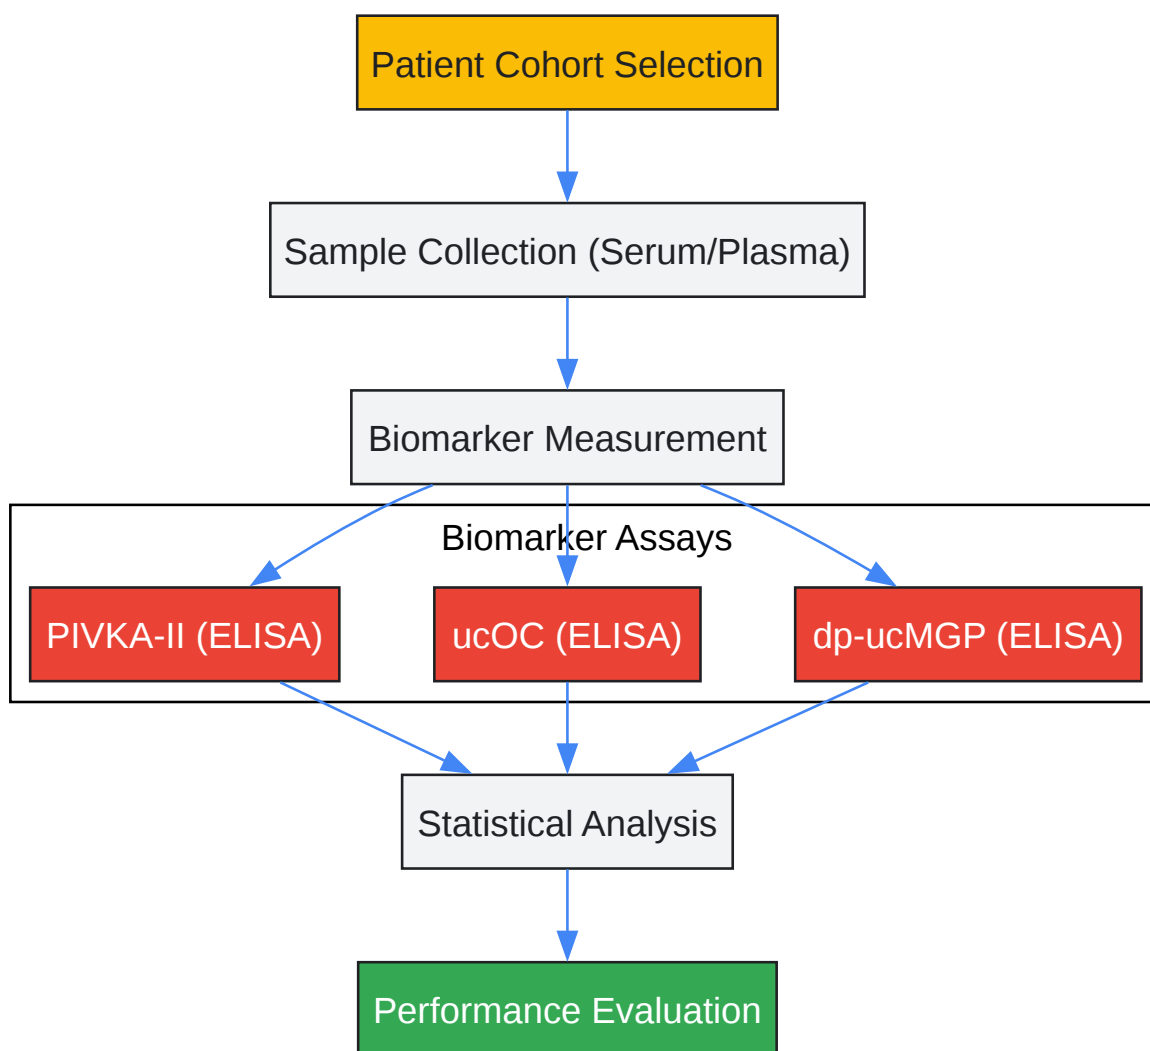 Patient Cohort Selection
Sample Collection (Serum/Plasma)
Biomarker Measurement
Biomarker Assays
PIVKA-II (ELISA)
ucOC (ELISA)
dp-ucMGP (ELISA)
Statistical Analysis
Performance Evaluation